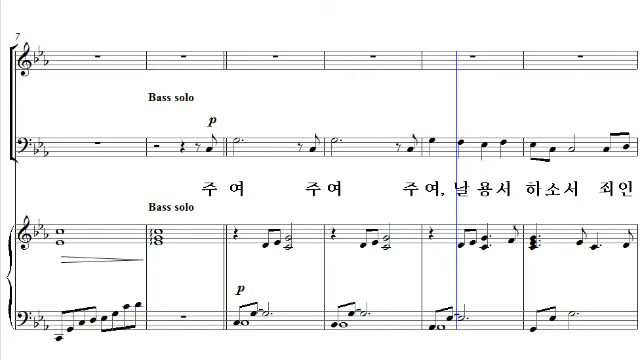 7
Bass solo
p
주 여 주 여 주 여, 날 용 서 하 소 서 죄 인
Bass solo
p